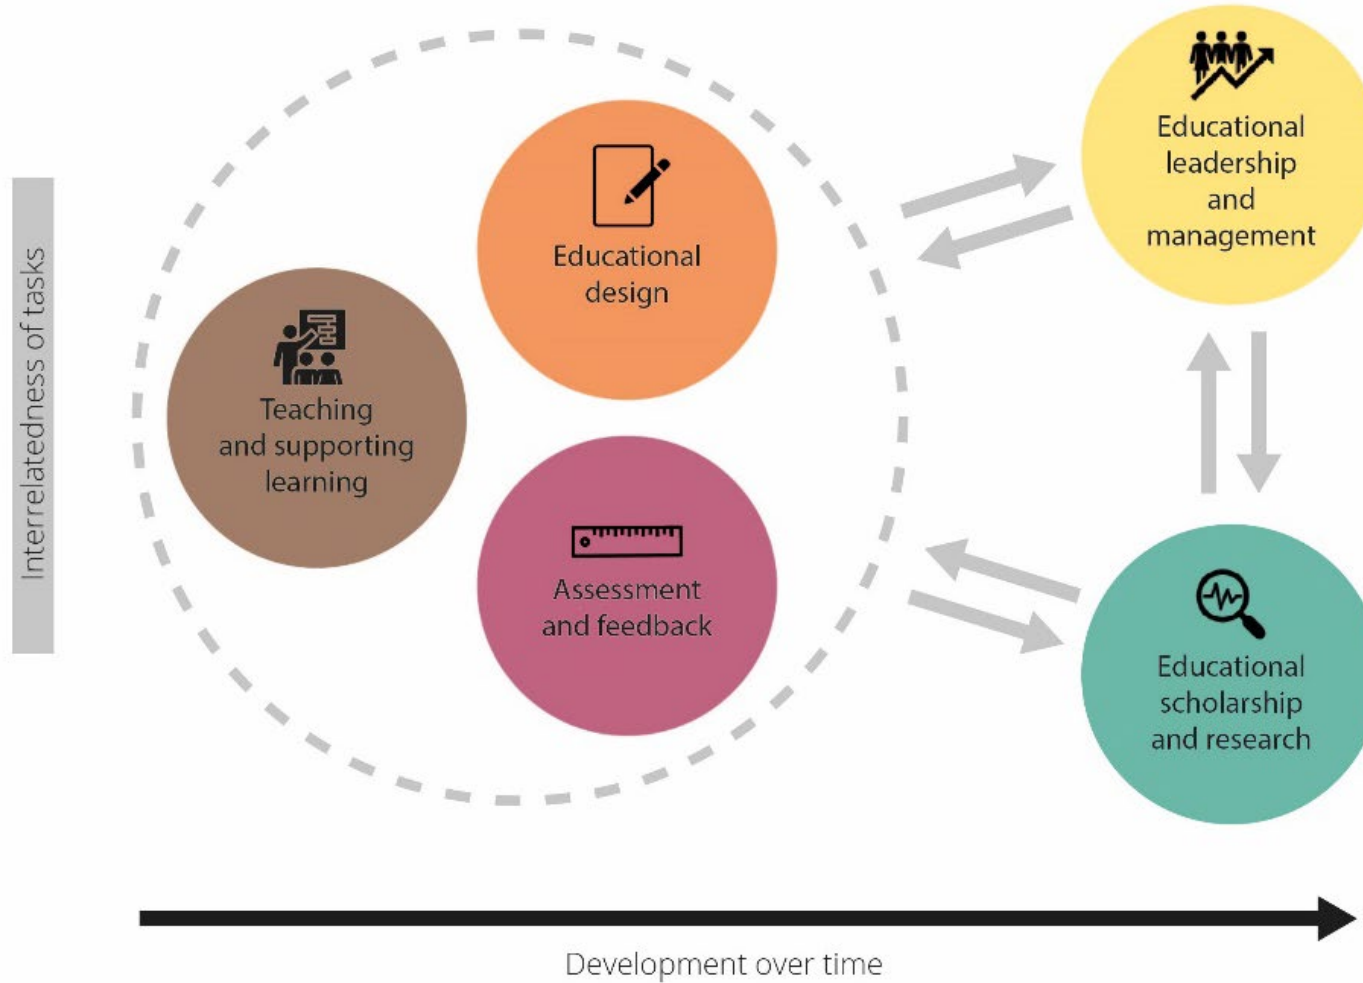 Interrelatedness of tasks
Teaching
and supporting
learning
Educational
design
Assessment
and feedback
Educational
leadership
and
management
Educational
scholarship
and research
Development over time